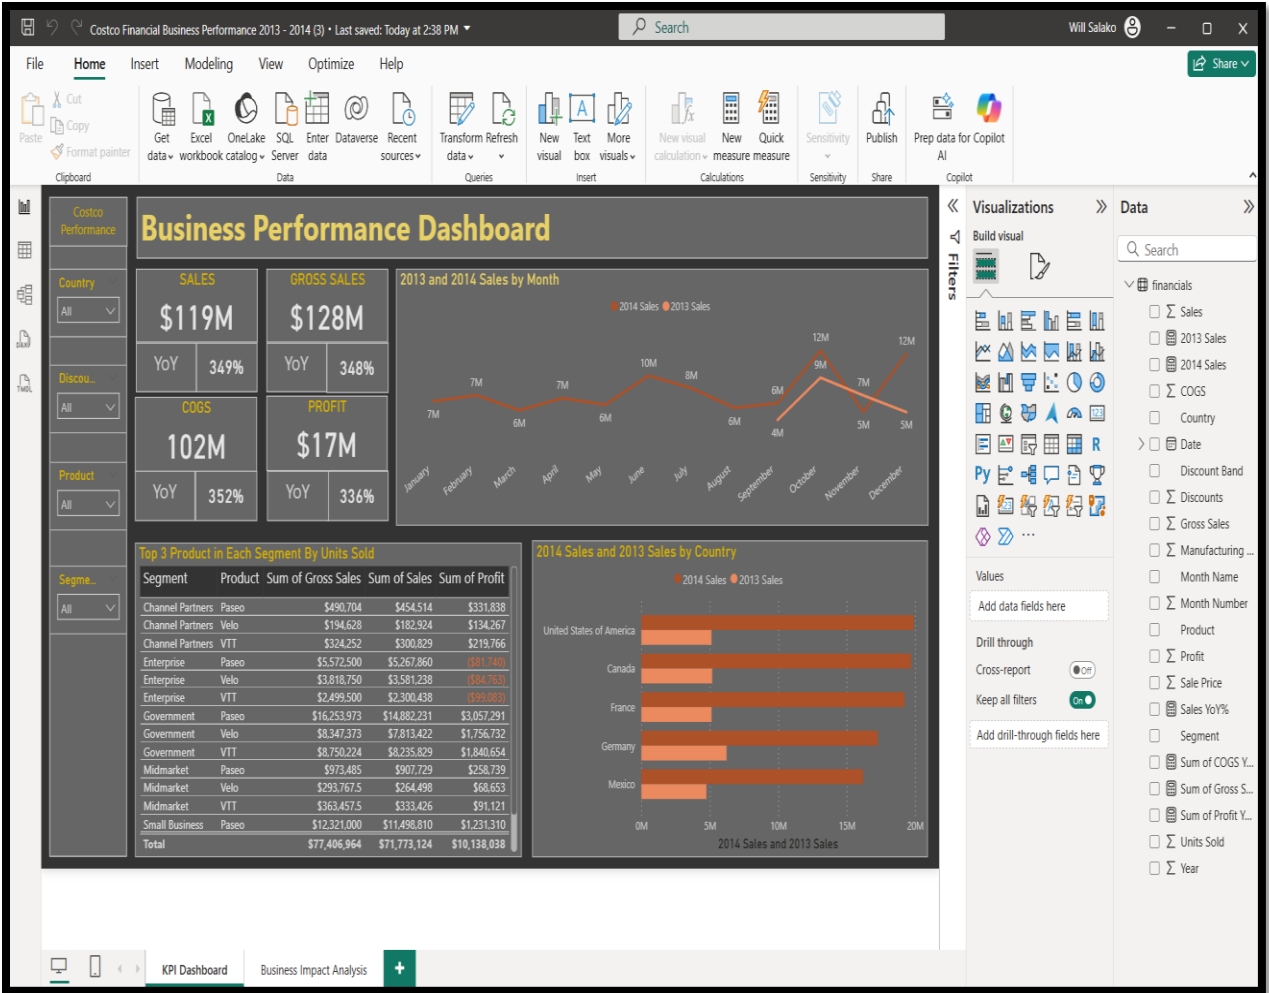 Costco Financial Business Performance 2013 - 2014 (3) • Last saved: Today at 2:38 PM
Search
Will Salako
File Home Insert Modeling View Optimize Help
Share
Paste
Cut
Copy
Format painter
Clipboard
Get data
Excel workbook
OneLake catalog
SQL Server
Enter data
Dataverse
Recent sources
Data
Transform data
Refresh
Queries
New visual
Text box
More visuals
Insert
New visual calculation
New measure
Quick measure
Calculations
Sensitivity
Sensitivity
Publish
Share
Prep data for AI
Copilot
Copilot
Costco
Performance
Country
All
Discou...
All
Product
All
Segme...
All
Business Performance Dashboard
SALES
$119M
YoY 349%
GROSS SALES
$128M
YoY 348%
COGS
102M
YoY 352%
PROFIT
$17M
YoY 336%
2013 and 2014 Sales by Month
2014 Sales 2013 Sales
7M
7M
6M
7M
6M
10M
8M
6M
6M
12M
5M
12M
4M
9M
7M
5M
January February March April May June July August September October November December
Top 3 Product in Each Segment By Units Sold
Segment Product Sum of Gross Sales Sum of Sales Sum of Profit
Channel Partners Paseo $490,704 $454,514 $331,838
Channel Partners Velo $194,628 $182,924 $134,267
Channel Partners VTT $324,252 $300,829 $219,766
Enterprise Paseo $5,572,500 $5,267,860 ($81,740)
Enterprise Velo $3,818,750 $3,581,238 ($84,763)
Enterprise VTT $2,499,500 $2,300,438 ($99,083)
Government Paseo $16,253,973 $14,882,231 $3,057,291
Government Velo $8,347,373 $7,813,422 $1,756,732
Government VTT $8,750,224 $8,235,829 $1,840,654
Midmarket Paseo $973,485 $907,729 $258,739
Midmarket Velo $293,767.5 $264,498 $68,653
Midmarket VTT $363,457.5 $333,426 $91,121
Small Business Paseo $12,321,000 $11,498,810 $1,231,310
Total $77,406,964 $71,773,124 $10,138,038
2014 Sales and 2013 Sales by Country
2014 Sales 2013 Sales
United States of America
Canada
France
Germany
Mexico
0M 5M 10M 15M 20M
2014 Sales and 2013 Sales
Filters
Visualizations
Build visual
R
Py
123
...
Values
Add data fields here
Drill through
Cross-report Off
Keep all filters On
Add drill-through fields here
Data
Search
financials
Sales
2013 Sales
2014 Sales
COGS
Country
Date
Discount Band
Discounts
Gross Sales
Manufacturing ...
Month Name
Month Number
Product
Profit
Sale Price
Sales YoY%
Segment
Sum of COGS Y...
Sum of Gross S...
Sum of Profit Y...
Units Sold
Year
KPI Dashboard
Business Impact Analysis
+